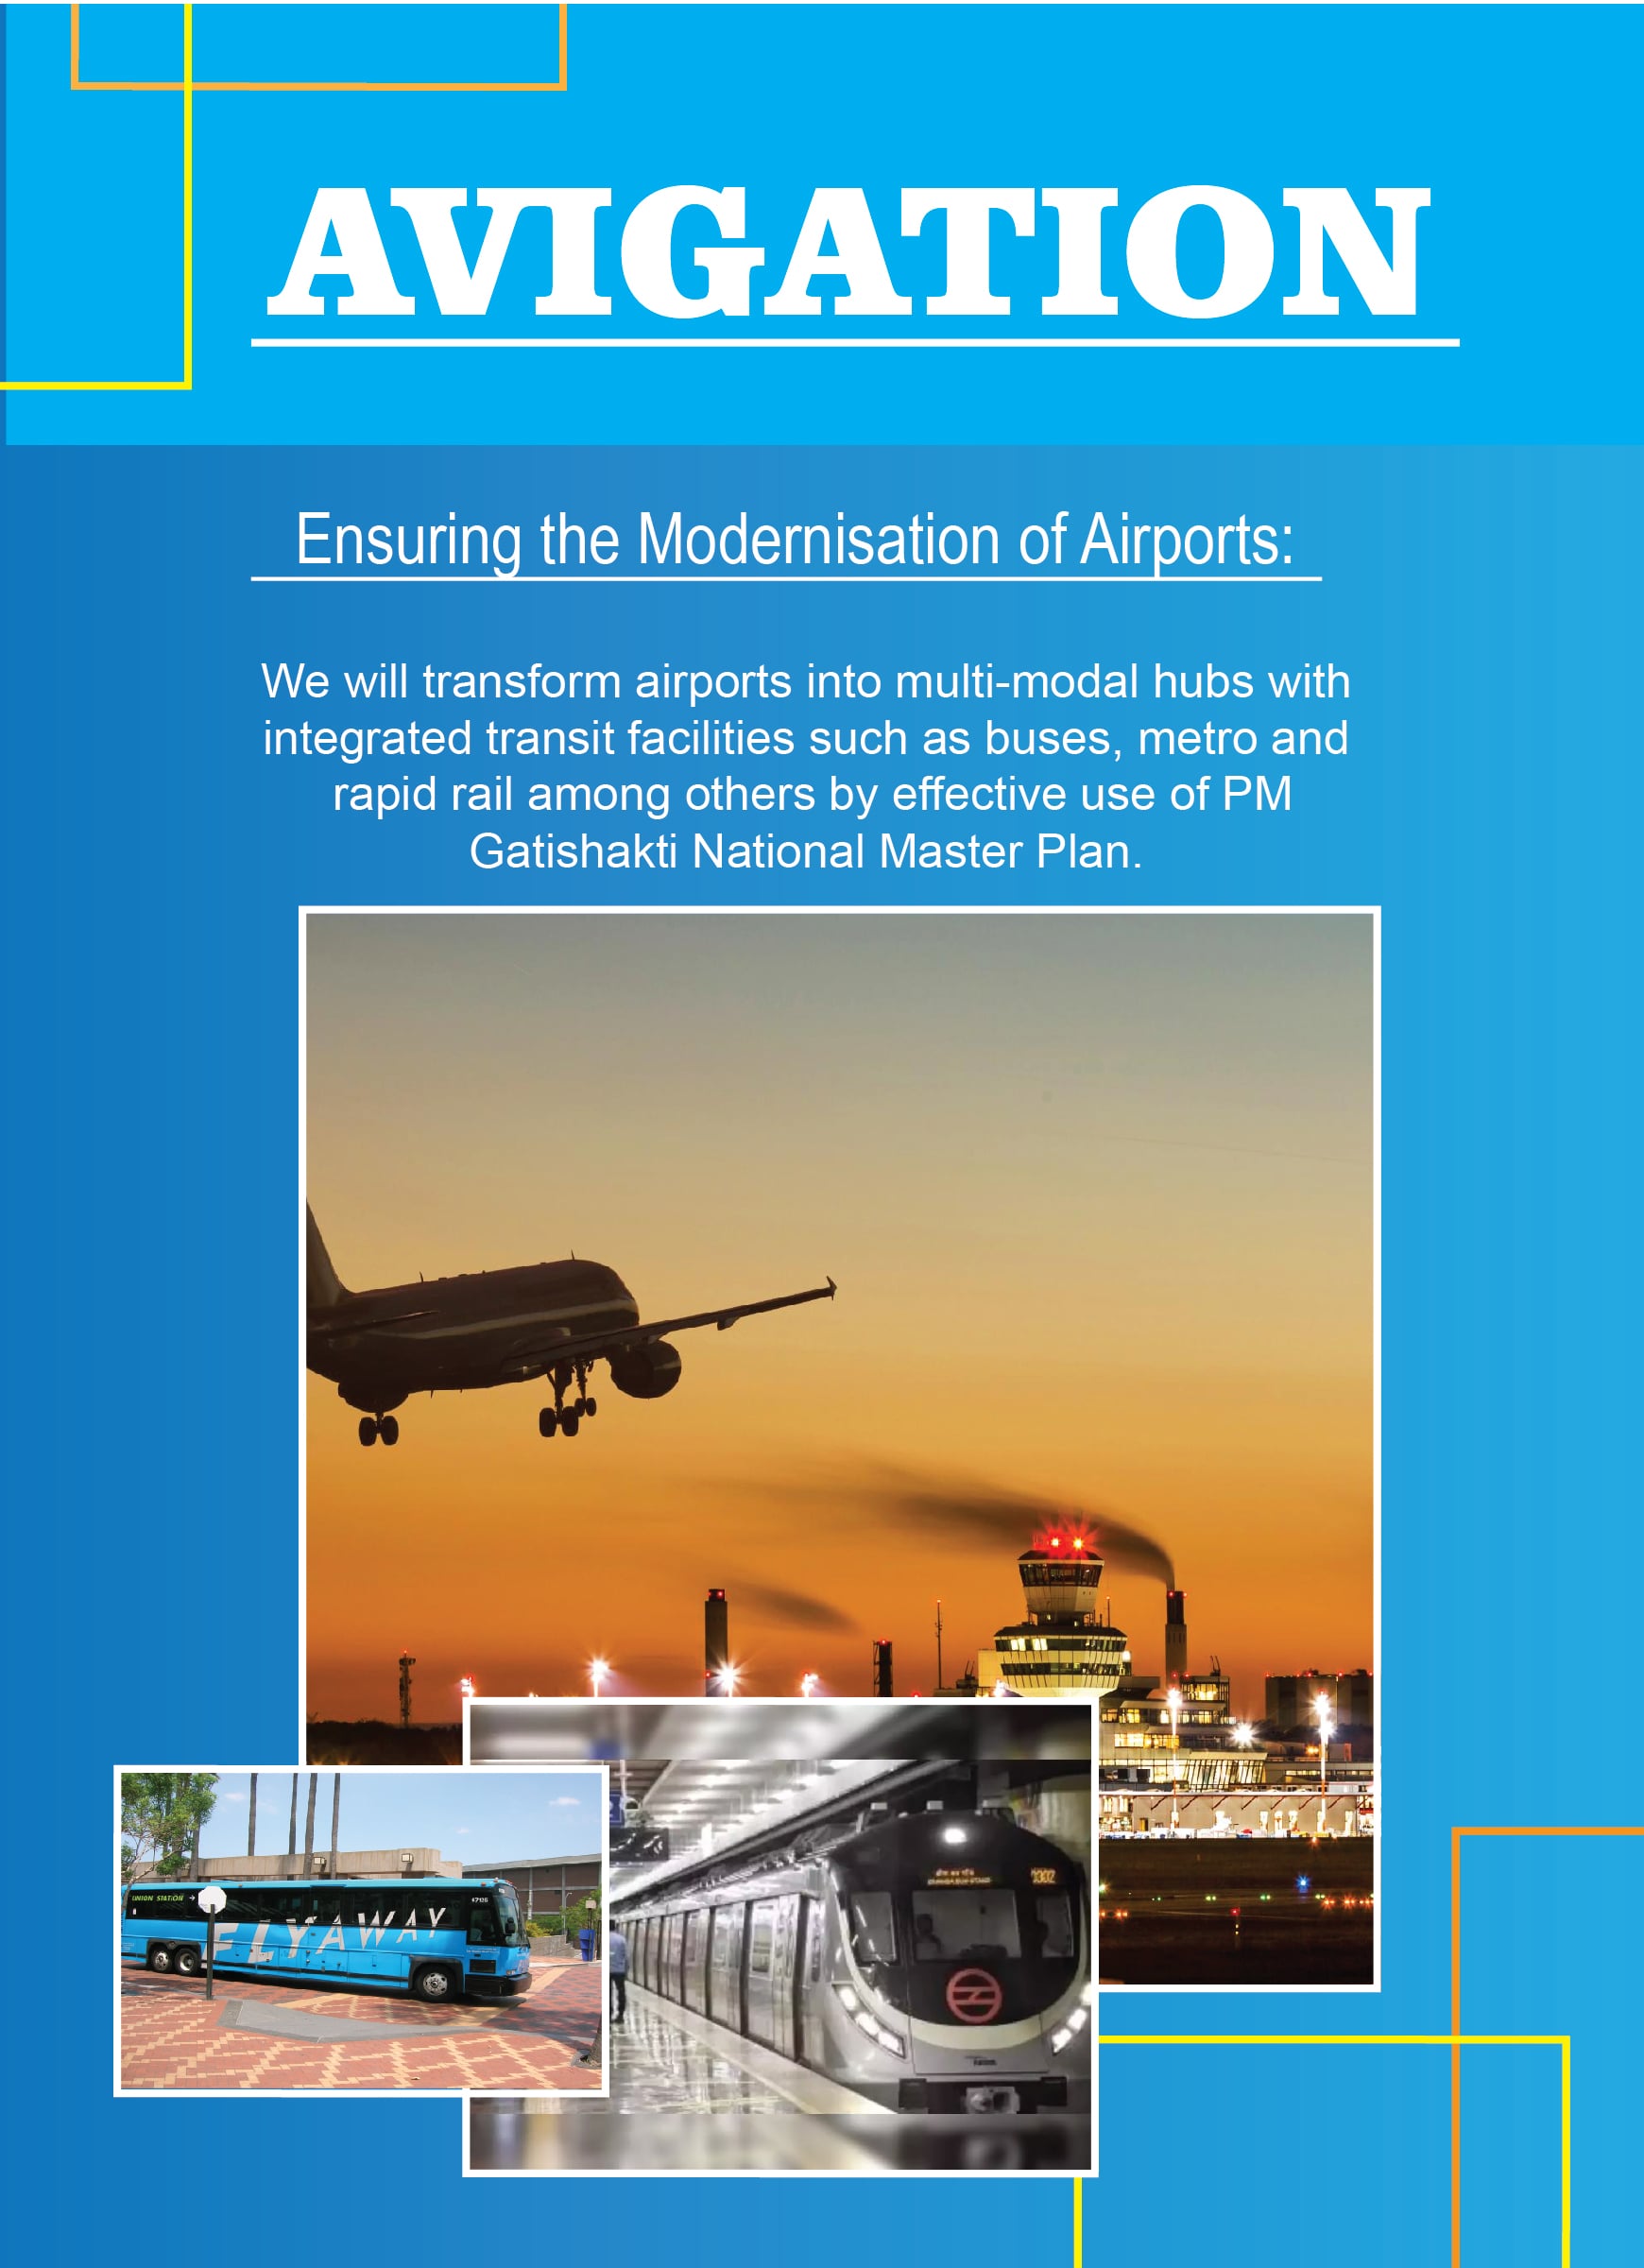 AVIGATION
Ensuring the Modernisation of Airports:
We will transform airports into multi-modal hubs with
integrated transit facilities such as buses, metro and
rapid rail among others by effective use of PM
Gatishakti National Master Plan.
UNION STATION →
47126
FLYAWAY
0302